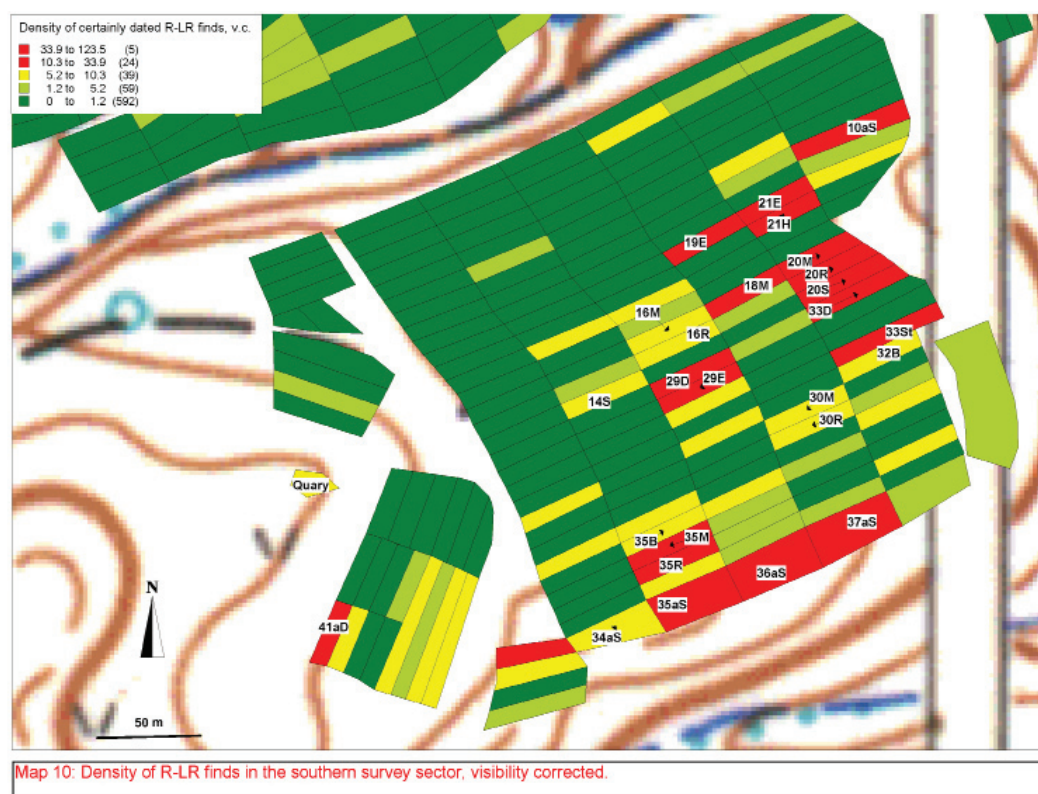 Density of certainly dated R-LR finds, v.c.
33.9 to 123.5 (5)
10.3 to 33.9 (24)
5.2 to 10.3 (39)
1.2 to 5.2 (59)
0 to 1.2 (592)
10aS
21E
21H
19E
20M
20R
20S
18M
33D
16M
16R
33St
32B
29D
29E
14S
30M
30R
Quary
35B
35M
35R
37aS
36aS
35aS
41aD
34aS
N
50 m
Map 10: Density of R-LR finds in the southern survey sector, visibility corrected.